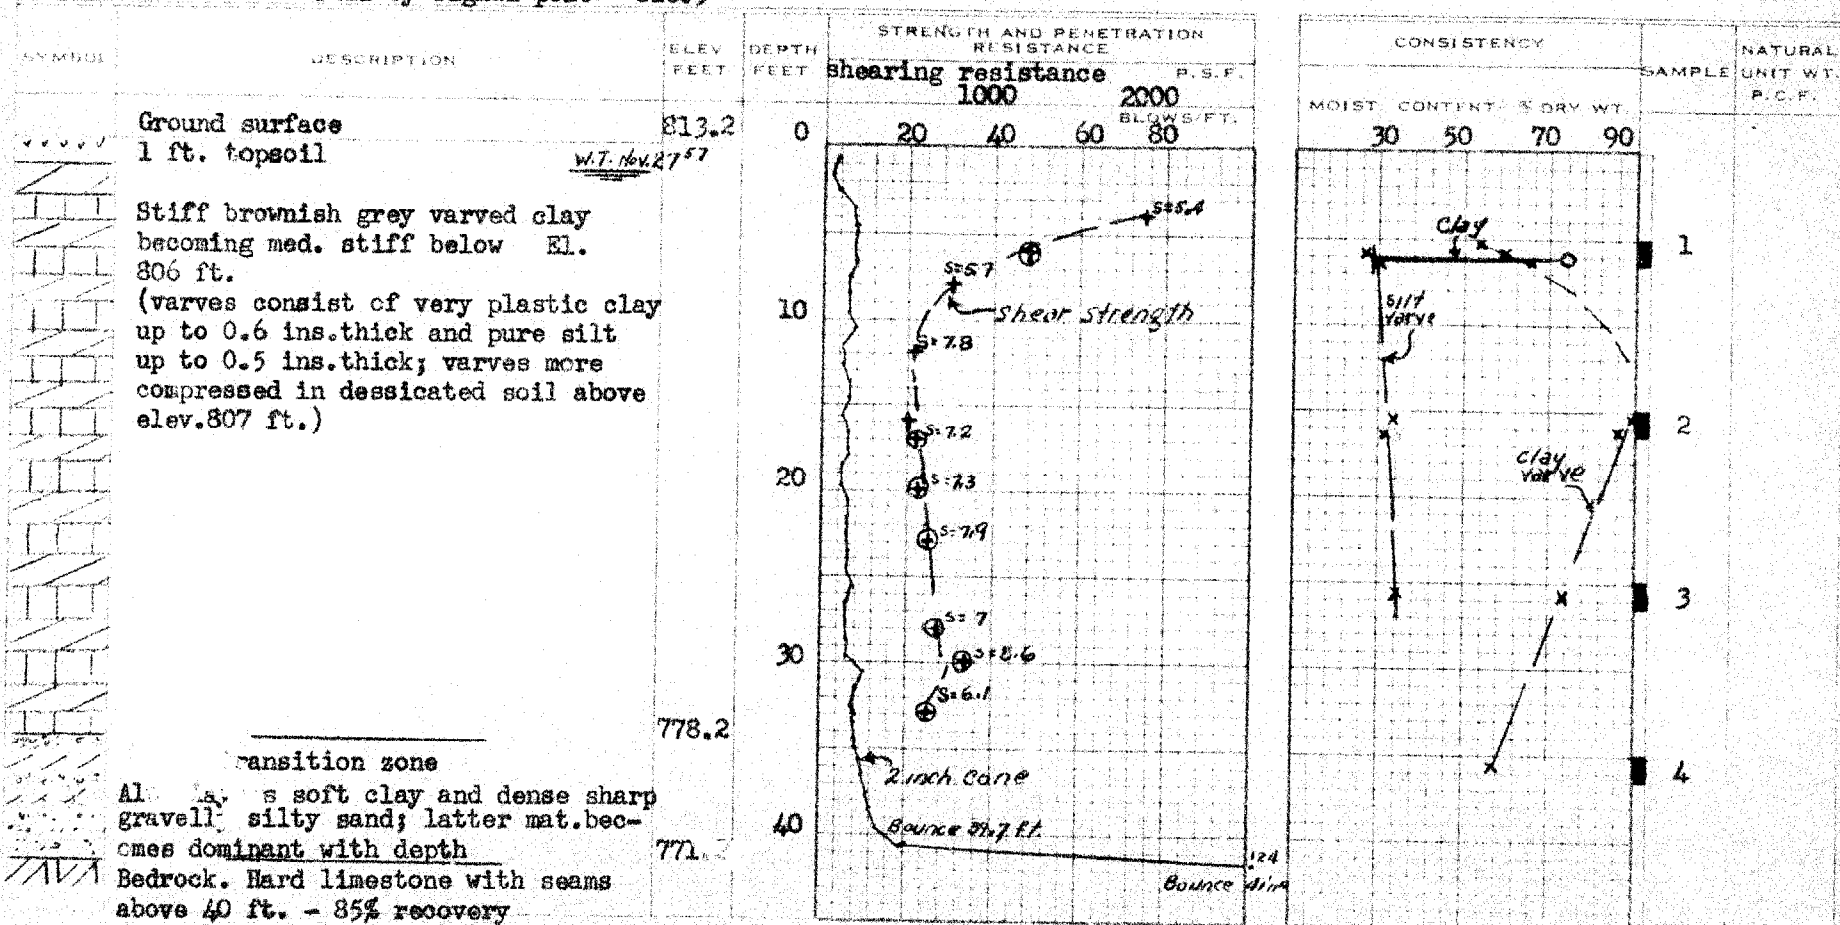 SYMBOL
DESCRIPTION
ELEV
FEET
DEPTH
FEET
STRENGTH AND PENETRATION
RESISTANCE
shearing resistance P.S.F.
1000 2000
BLOWS/FT.
20 40 60 80
CONSISTENCY
MOIST. CONTENT % DRY WT.
30 50 70 90
SAMPLE
NATURAL
UNIT WT.
P.C.F.
Ground surface 813.2 0
1 ft. topsoil
W.T. Nov. 27 57
Stiff brownish grey varved clay
becoming med. stiff below El.
806 ft.
(varves consist of very plastic clay
up to 0.6 ins.thick and pure silt
up to 0.5 ins.thick; varves more
compressed in dessicated soil above
elev.807 ft.)
778.2
ransition zone
s soft clay and dense sharp
silty sand; latter mat.bec-
omes dominant with depth 771.
Bedrock. Hard limestone with seams
above 40 ft. - 85% recovery
10
20
30
40
S=5.4
S=5.7
shear strength
S=7.8
S=7.2
S=7.3
S=7.9
S=7
S=8.6
S=6.1
2 inch cone
Bounce 39.7 ft.
124
Bounce
Clay
silt
varve
clay
varve
1
2
3
4